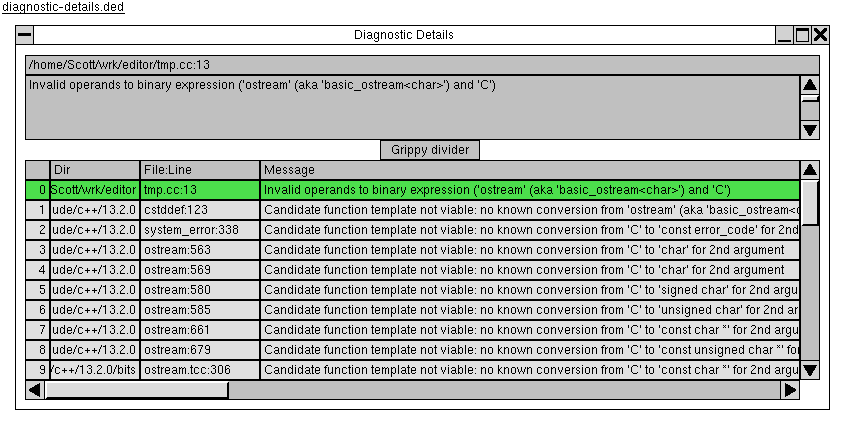 diagnostic-details.ded
Diagnostic Details
/home/Scott/wrk/editor/tmp.cc:13
Invalid operands to binary expression ('ostream' (aka 'basic_ostream<char>') and 'C')
Grippy divider
Dir File:Line Message
0 Scott/wrk/editor tmp.cc:13 Invalid operands to binary expression ('ostream' (aka 'basic_ostream<char>') and 'C')
1 ude/c++/13.2.0 cstddef:123 Candidate function template not viable: no known conversion from 'ostream' (aka 'basic_ostream<c
2 ude/c++/13.2.0 system_error:338 Candidate function template not viable: no known conversion from 'C' to 'const error_code' for 2nd
3 ude/c++/13.2.0 ostream:563 Candidate function template not viable: no known conversion from 'C' to 'char' for 2nd argument
4 ude/c++/13.2.0 ostream:569 Candidate function template not viable: no known conversion from 'C' to 'char' for 2nd argument
5 ude/c++/13.2.0 ostream:580 Candidate function template not viable: no known conversion from 'C' to 'signed char' for 2nd argu
6 ude/c++/13.2.0 ostream:585 Candidate function template not viable: no known conversion from 'C' to 'unsigned char' for 2nd ar
7 ude/c++/13.2.0 ostream:661 Candidate function template not viable: no known conversion from 'C' to 'const char *' for 2nd argu
8 ude/c++/13.2.0 ostream:679 Candidate function template not viable: no known conversion from 'C' to 'const unsigned char *' fo
9 /c++/13.2.0/bits ostream.tcc:306 Candidate function template not viable: no known conversion from 'C' to 'const char *' for 2nd argu